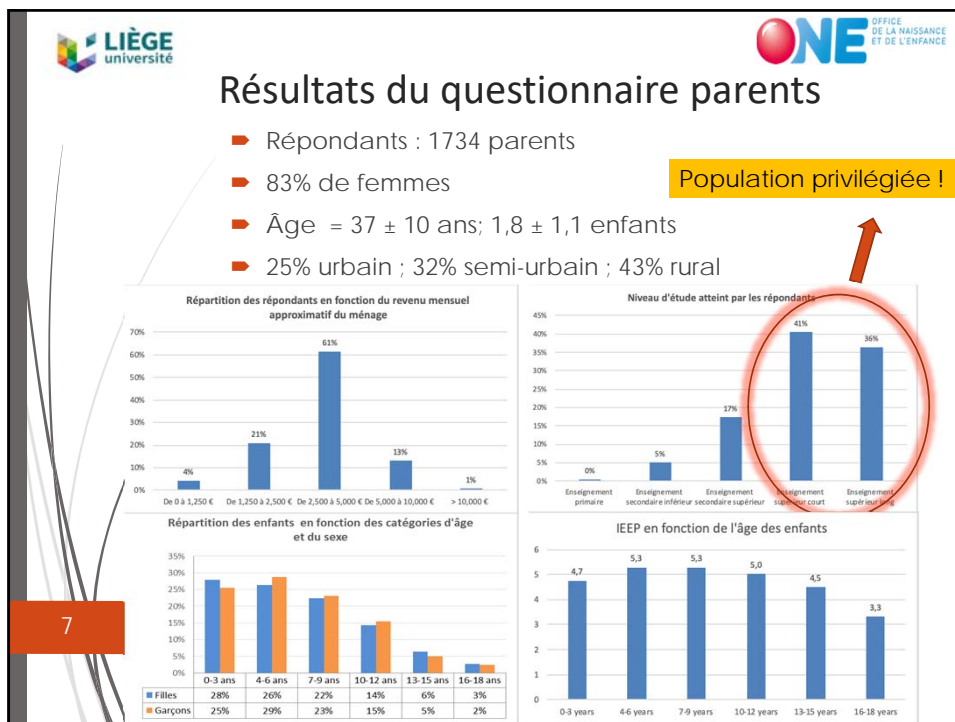 LIÈGE
université
ONE
OFFICE
DE LA NAISSANCE
ET DE L'ENFANCE
Résultats du questionnaire parents
Répondants : 1734 parents
83% de femmes
Population privilégiée !
Âge = 37 ± 10 ans; 1,8 ± 1,1 enfants
25% urbain ; 32% semi-urbain ; 43% rural
Répartition des répondants en fonction du revenu mensuel
approximatif du ménage
70%
60%
50%
40%
30%
20%
10%
0%
4%
21%
61%
13%
1%
De 0 à 1,250 € De 1,250 à 2,500 € De 2,500 à 5,000 € De 5,000 à 10,000 € > 10,000 €
Niveau d'étude atteint par les répondants
45%
40%
35%
30%
25%
20%
15%
10%
5%
0%
0%
5%
17%
41%
36%
Enseignement
primaire
Enseignement
secondaire inférieur
Enseignement
secondaire supérieur
Enseignement
supérieur court
Enseignement
supérieur long
Répartition des enfants en fonction des catégories d'âge
et du sexe
35%
30%
25%
20%
15%
10%
5%
0%
0-3 ans 4-6 ans 7-9 ans 10-12 ans 13-15 ans 16-18 ans
Filles 28% 26% 22% 14% 6% 3%
Garçons 25% 29% 23% 15% 5% 2%
IEEP en fonction de l'âge des enfants
6
5
4
3
2
1
0
4,7
5,3
5,3
5,0
4,5
3,3
0-3 years 4-6 years 7-9 years 10-12 years 13-15 years 16-18 years
7